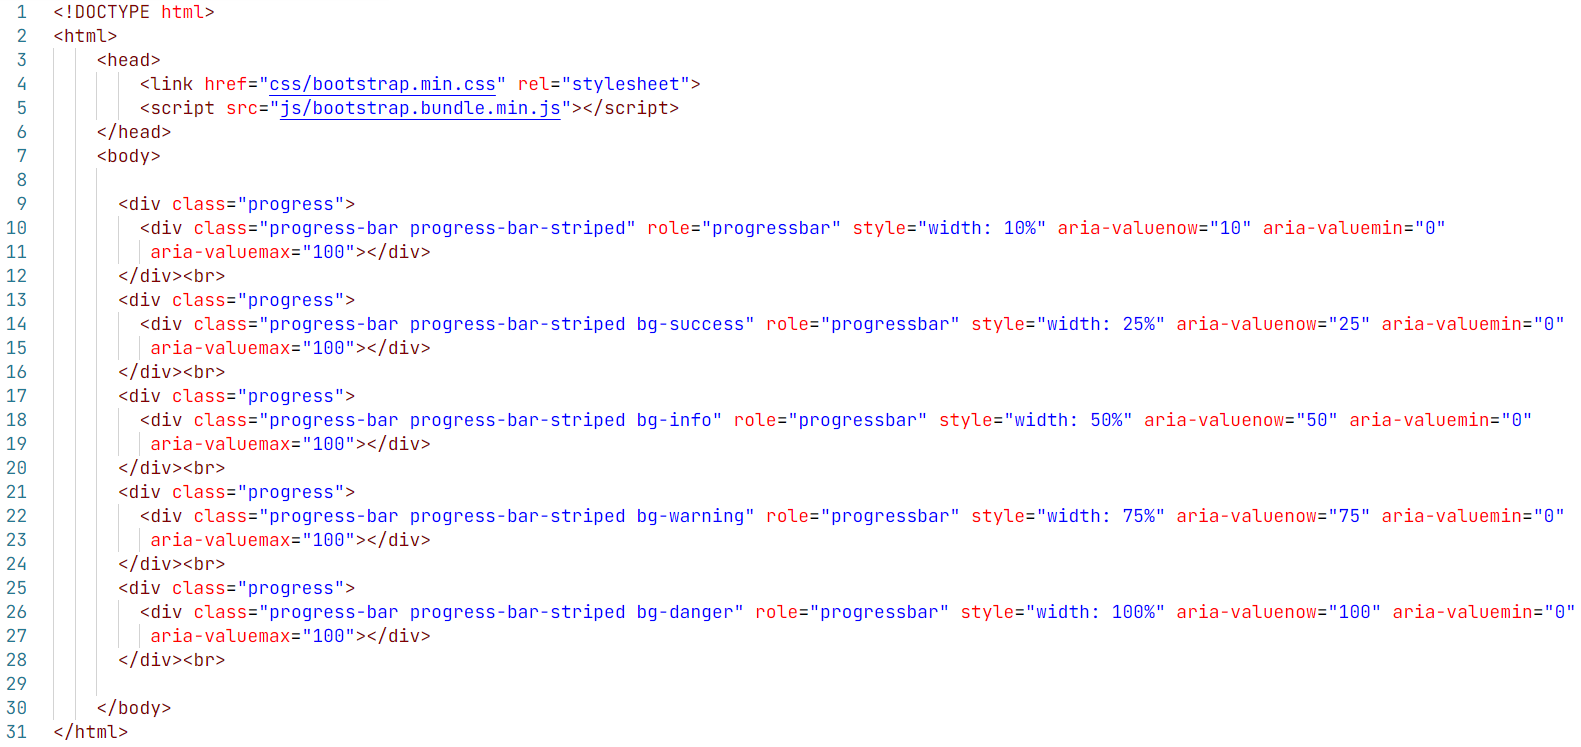 1 <!DOCTYPE html>
2 <html>
3 <head>
4 <link href="css/bootstrap.min.css" rel="stylesheet">
5 <script src="js/bootstrap.bundle.min.js"></script>
6 </head>
7 <body>
8
9 <div class="progress">
10 <div class="progress-bar progress-bar-striped" role="progressbar" style="width: 10%" aria-valuenow="10" aria-valuemin="0"
11 aria-valuemax="100"></div>
12 </div><br>
13 <div class="progress">
14 <div class="progress-bar progress-bar-striped bg-success" role="progressbar" style="width: 25%" aria-valuenow="25" aria-valuemin="0"
15 aria-valuemax="100"></div>
16 </div><br>
17 <div class="progress">
18 <div class="progress-bar progress-bar-striped bg-info" role="progressbar" style="width: 50%" aria-valuenow="50" aria-valuemin="0"
19 aria-valuemax="100"></div>
20 </div><br>
21 <div class="progress">
22 <div class="progress-bar progress-bar-striped bg-warning" role="progressbar" style="width: 75%" aria-valuenow="75" aria-valuemin="0"
23 aria-valuemax="100"></div>
24 </div><br>
25 <div class="progress">
26 <div class="progress-bar progress-bar-striped bg-danger" role="progressbar" style="width: 100%" aria-valuenow="100" aria-valuemin="0"
27 aria-valuemax="100"></div>
28 </div><br>
29
30 </body>
31 </html>